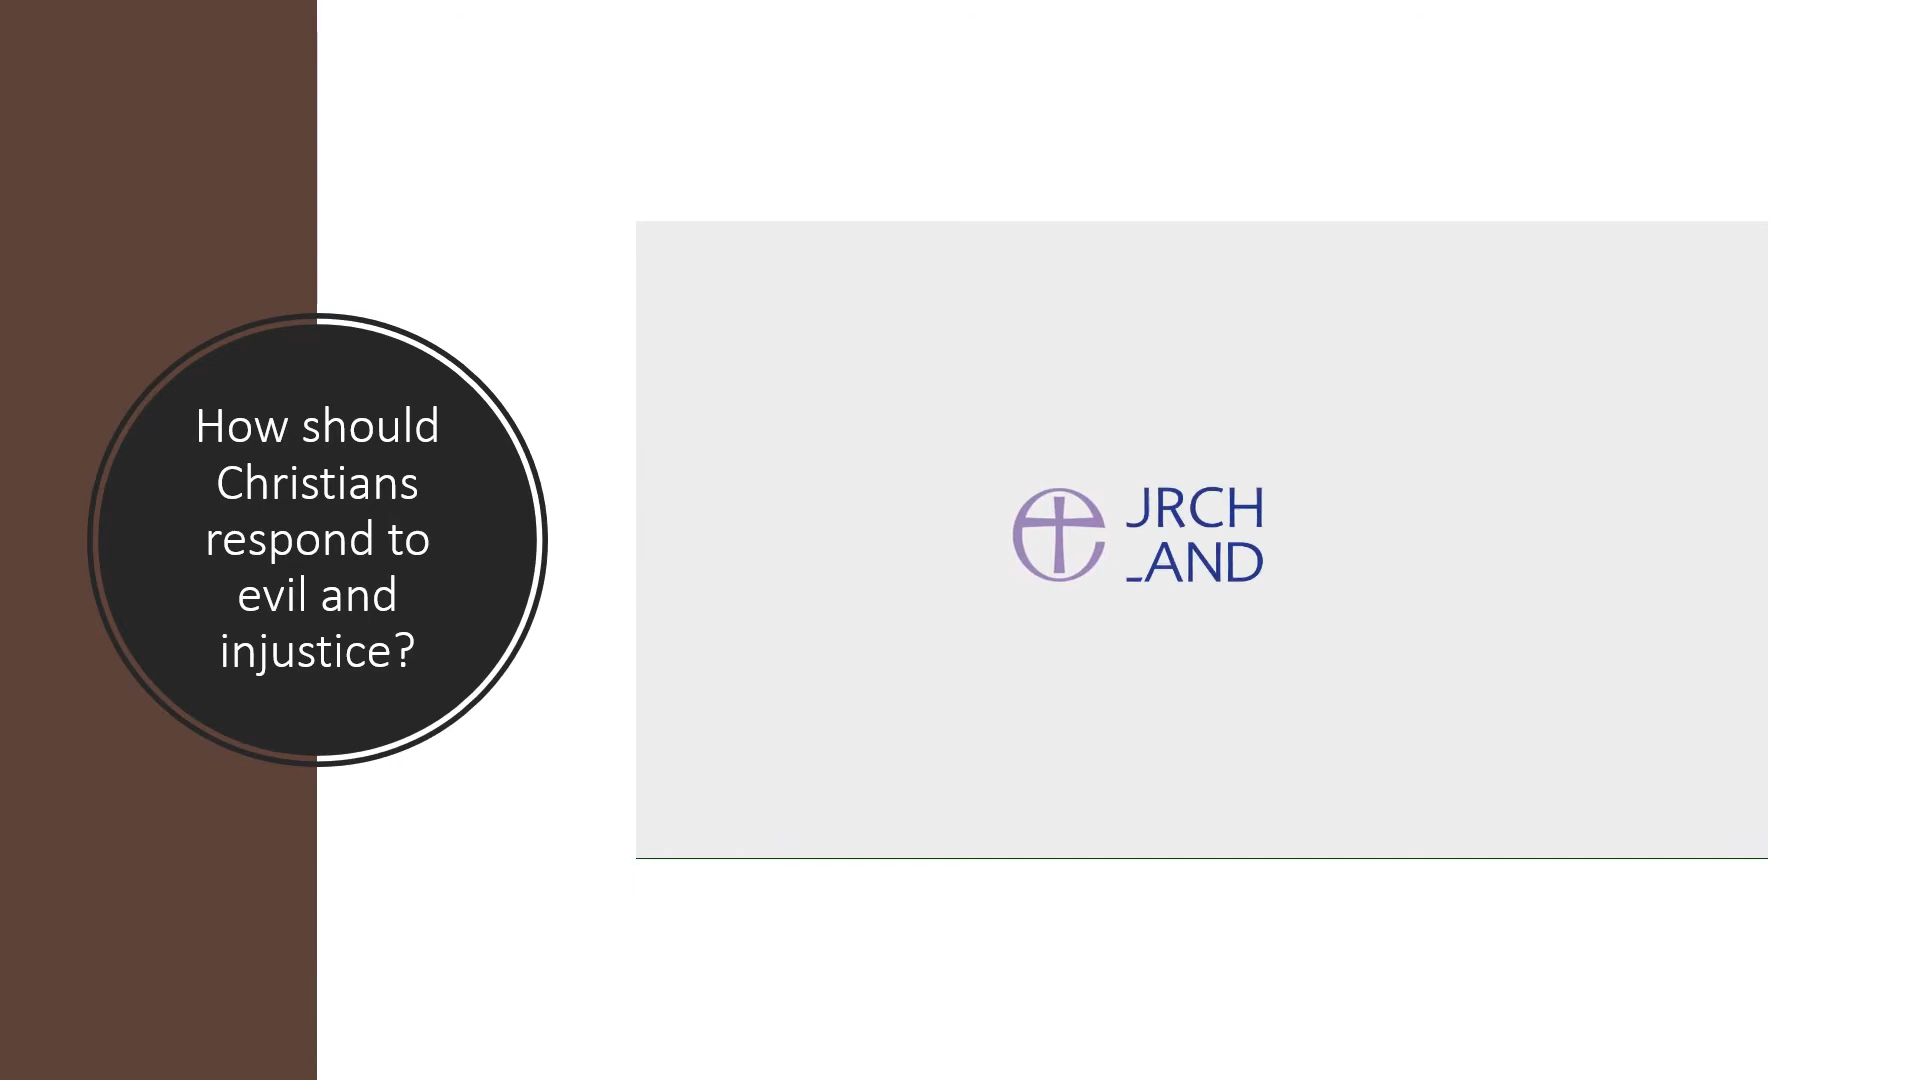 How should
Christians
respond to
evil and
injustice?
JRCH
_AND